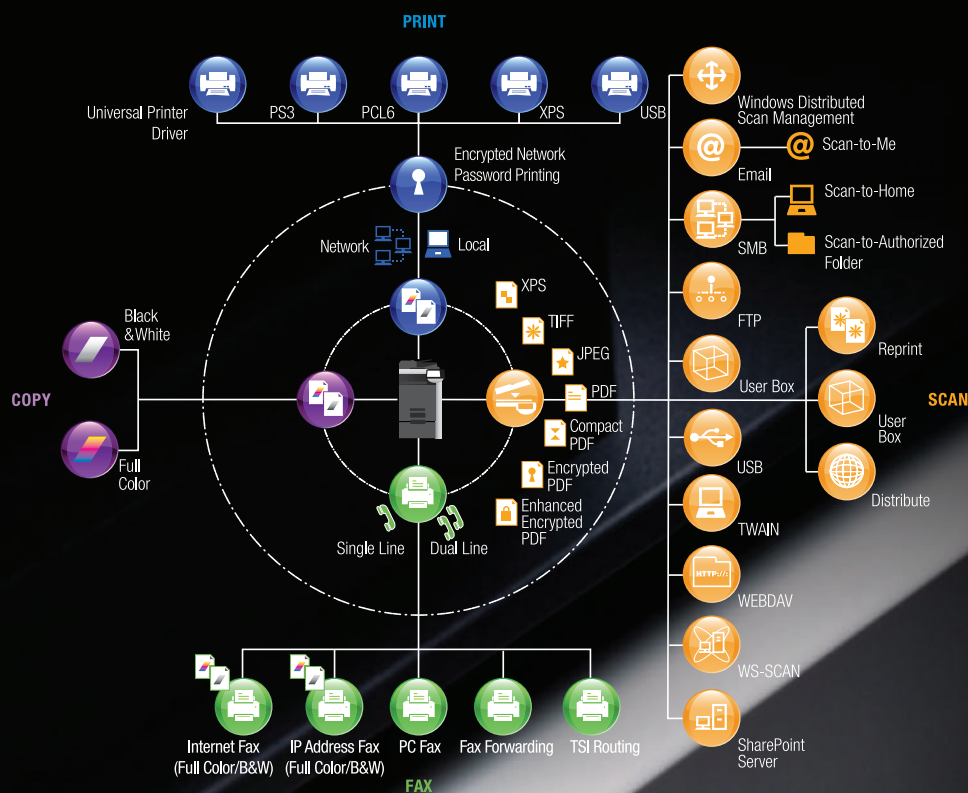 PRINT
Universal Printer
Driver
PS3
PCL6
XPS
USB
Encrypted Network
Password Printing
Network
Local
Black
&White
COPY
Full
Color
XPS
TIFF
JPEG
PDF
Compact
PDF
Encrypted
PDF
Enhanced
Encrypted
PDF
Single Line
Dual Line
Windows Distributed
Scan Management
@
Email
@
Scan-to-Me
SMB
Scan-to-Home
Scan-to-Authorized
Folder
FTP
User Box
Reprint
User
Box
Distribute
SCAN
USB
TWAIN
HTTP://:
WEBDAV
WS-SCAN
SharePoint
Server
Internet Fax
(Full Color/B&W)
IP Address Fax
(Full Color/B&W)
PC Fax
Fax Forwarding
TSI Routing
FAX